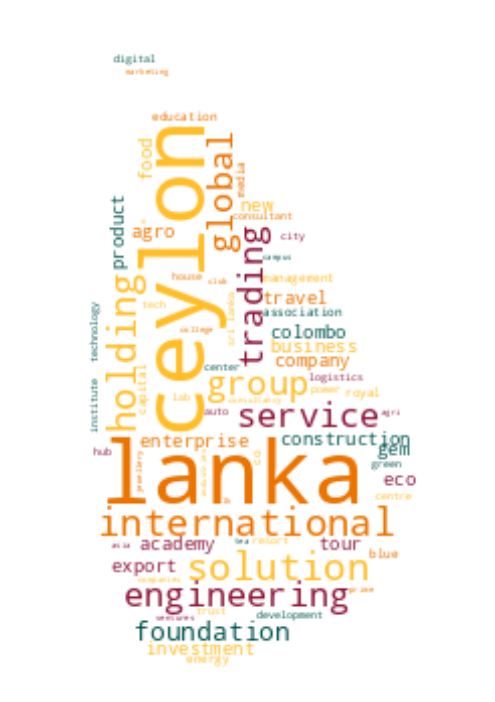 digital
marketing
education
ceylon
global
food
media
product
new
consultant
agro
trading
city
campus
house
club
management
holding
travel
tech
sri lanka
association
technology
college
colombo
business
company
center
logistics
group
capital
power
royal
lab
consultancy
institute
auto
service
agri
enterprise
construction
gem
hub
lanka
jewellery
industries
co
green
eco
centre
international
asia
academy
tea
resort
tour
blue
export
solution
companies
engineering
ventures
trust
development
foundation
investment
energy